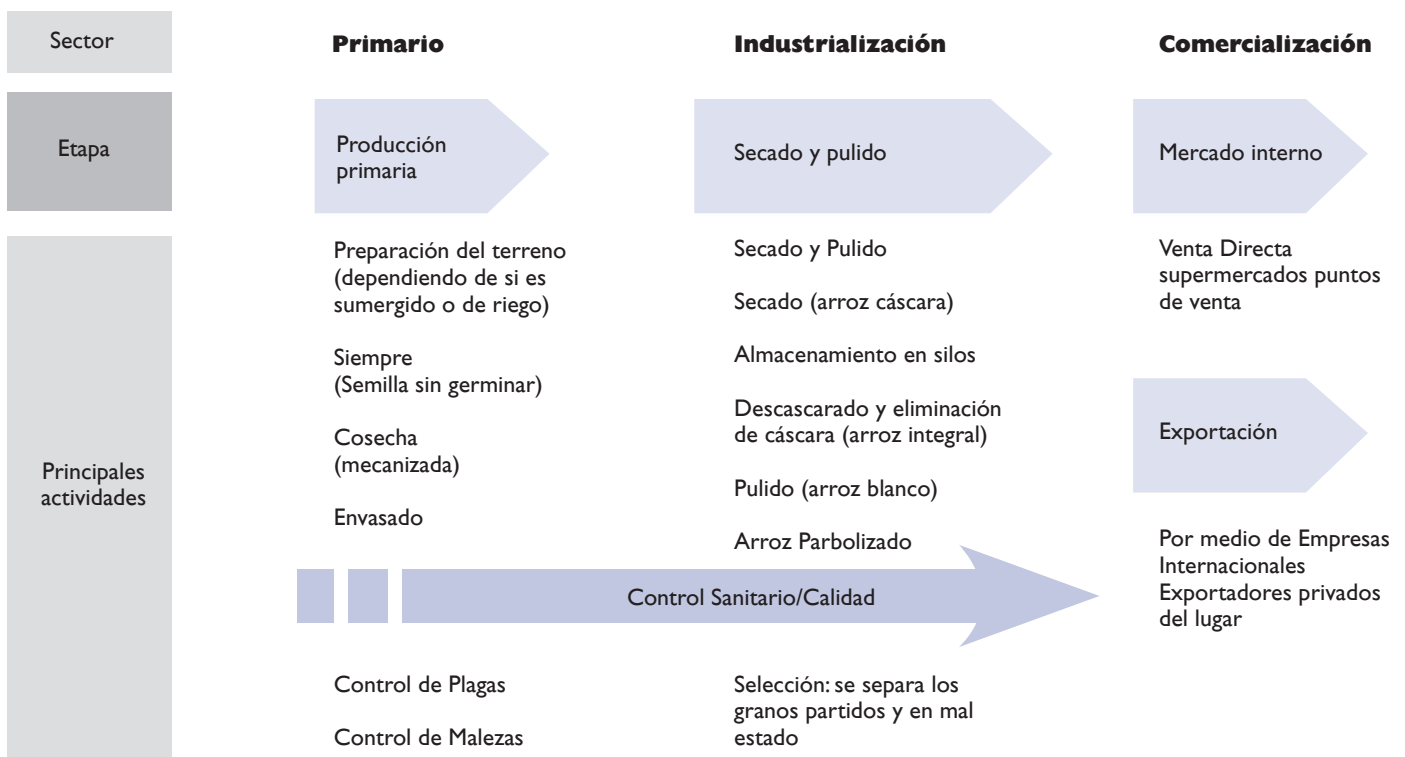 Sector
Primario
Industrialización
Comercialización
Etapa
Producción
primaria
Secado y pulido
Mercado interno
Principales
actividades
Preparación del terreno
(dependiendo de si es
sumergido o de riego)
Siempre
(Semilla sin germinar)
Cosecha
(mecanizada)
Envasado
Secado y Pulido
Secado (arroz cáscara)
Almacenamiento en silos
Descascarado y eliminación
de cáscara (arroz integral)
Pulido (arroz blanco)
Arroz Parbolizado
Venta Directa
supermercados puntos
de venta
Exportación
Por medio de Empresas
Internacionales
Exportadores privados
del lugar
Control Sanitario/Calidad
Control de Plagas
Control de Malezas
Selección: se separa los
granos partidos y en mal
estado